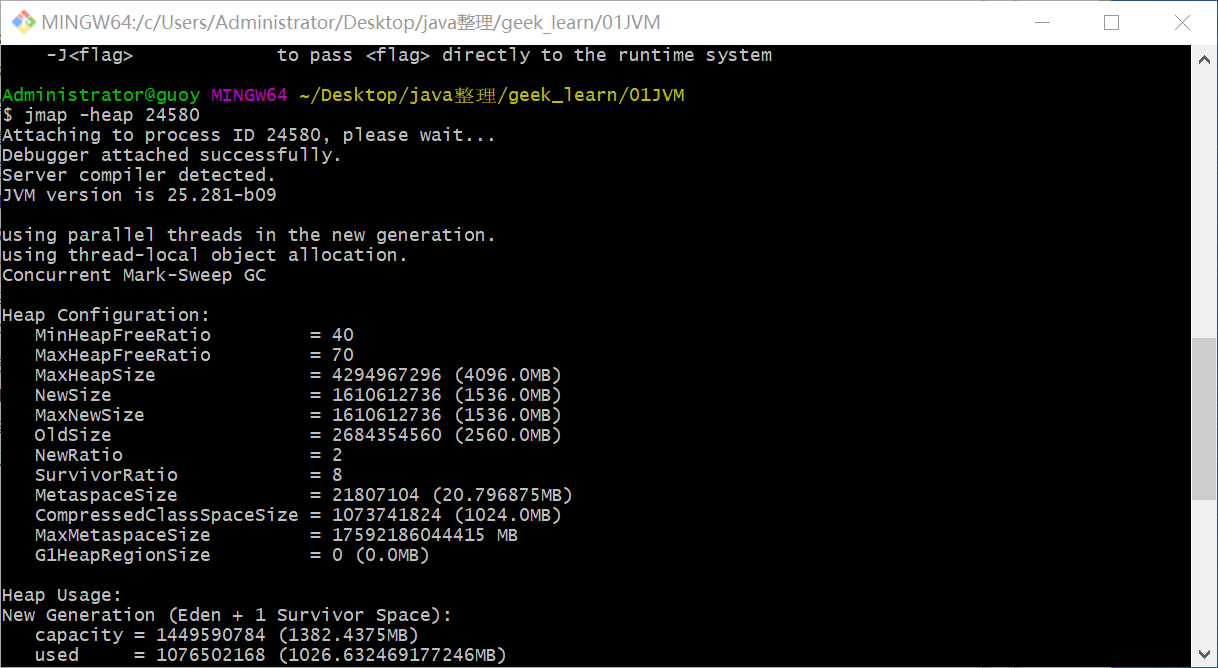 MINGW64:/c/Users/Administrator/Desktop/java整理/geek_learn/01JVM
-J<flag>             to pass <flag> directly to the runtime system
Administrator@guoy MINGW64 ~/Desktop/java整理/geek_learn/01JVM
$ jmap -heap 24580
Attaching to process ID 24580, please wait...
Debugger attached successfully.
Server compiler detected.
JVM version is 25.281-b09
using parallel threads in the new generation.
using thread-local object allocation.
Concurrent Mark-Sweep GC
Heap Configuration:
   MinHeapFreeRatio         = 40
   MaxHeapFreeRatio         = 70
   MaxHeapSize              = 4294967296 (4096.0MB)
   NewSize                  = 1610612736 (1536.0MB)
   MaxNewSize               = 1610612736 (1536.0MB)
   OldSize                  = 2684354560 (2560.0MB)
   NewRatio                 = 2
   SurvivorRatio            = 8
   MetaspaceSize            = 21807104 (20.796875MB)
   CompressedClassSpaceSize = 1073741824 (1024.0MB)
   MaxMetaspaceSize         = 17592186044415 MB
   G1HeapRegionSize         = 0 (0.0MB)
Heap Usage:
New Generation (Eden + 1 Survivor Space):
   capacity = 1449590784 (1382.4375MB)
   used     = 1076502168 (1026.632469177246MB)